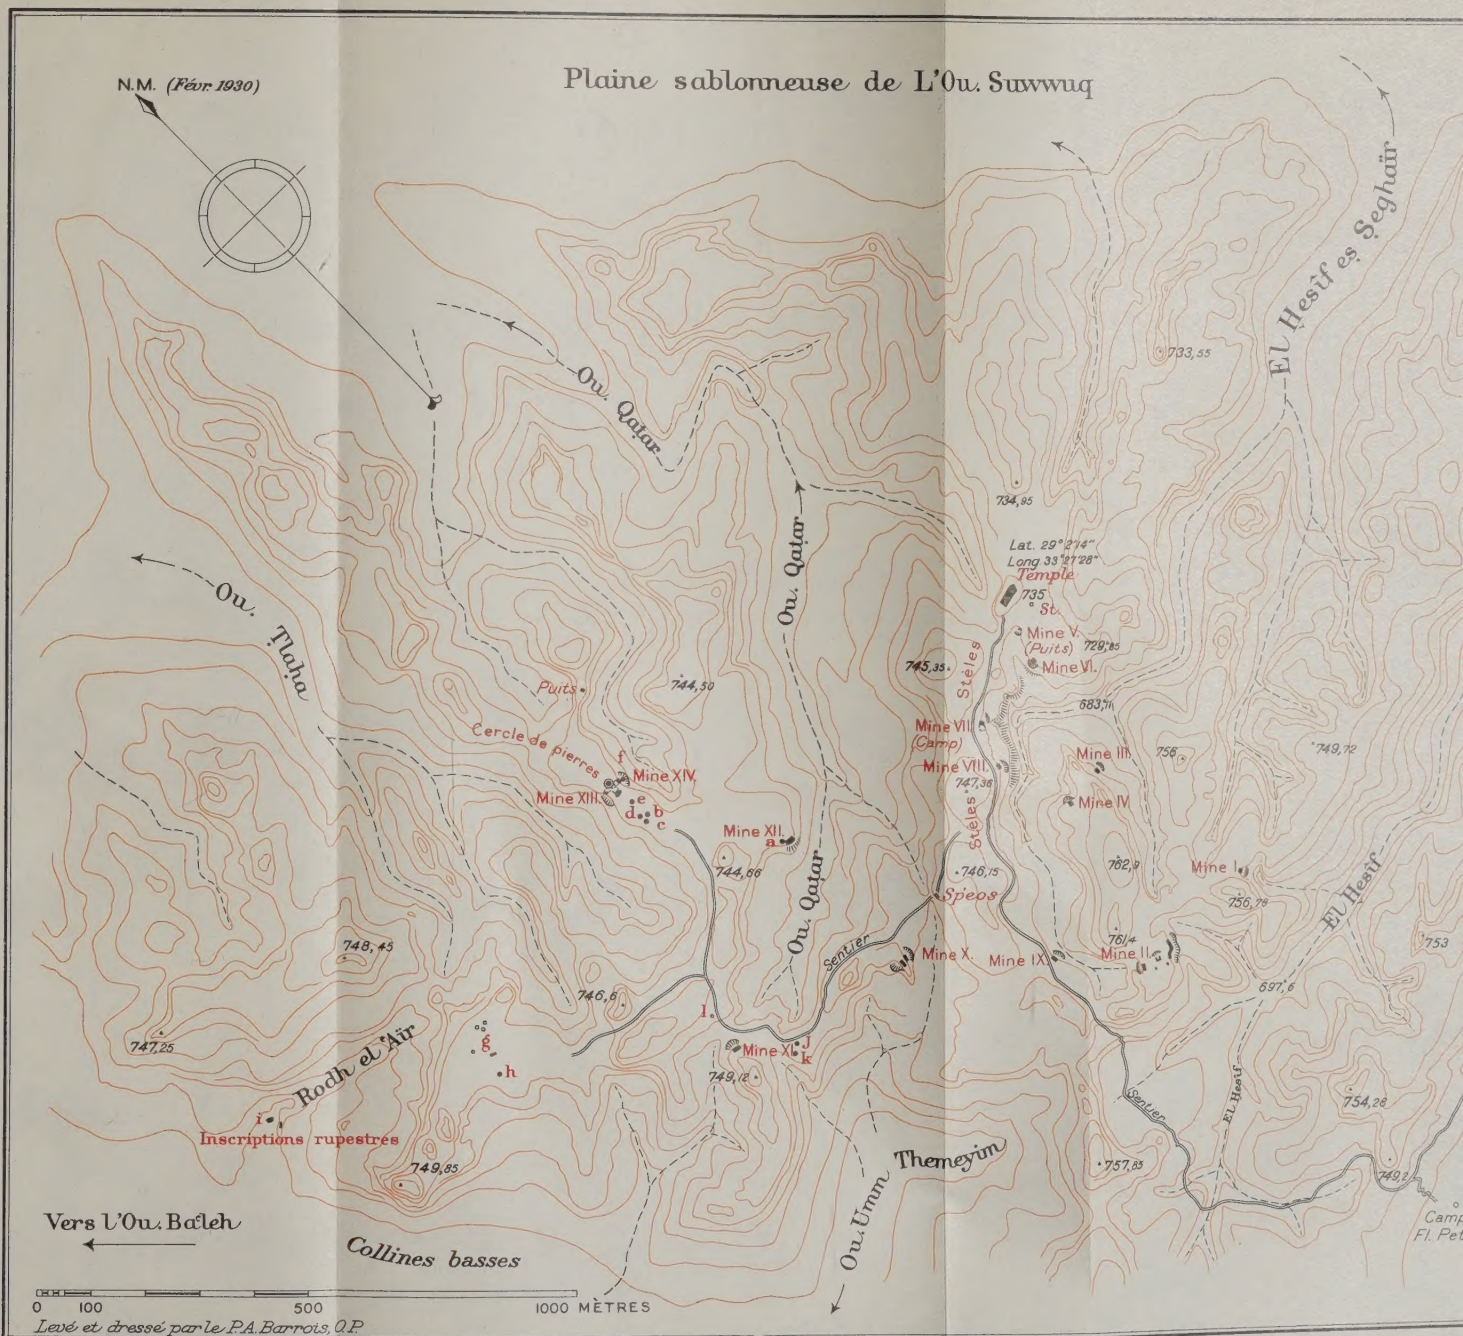 N.M. (Févr. 1930)
Plaine sablonneuse de L'Ou. Suwwuq
El Hesîf es Ṣeghaïr
733,55
Ou. Qaṭar
734,95
Lat. 29° 2'14"
Long 33° 27'28"
Temple
735
St.
Ou. Qaṭar
Ou. Tlaḥa
Mine V.
(Puits)
729,85
Mine VI.
745,35
Stèles
Puits
744,50
683,11
Cercle de pierres
Mine VII.
(Camp)
749,72
756
Mine III.
f
Mine XIV.
Mine VIII.
747,36
Mine XIII.
e
Mine IV
d
b
c
Stèles
Mine XII.
a
744,66
762,9
746,15
Mine I.
Speos
756,78
El Hesîf
Ou. Qaṭar
Sentier
761,4
753
748,45
Mine X.
Mine IX.
Mine II.
697,6
746,6
l
747,25
Rodh el 'Aïr
g
Mine XI.
J
k
h
749,12
El Hesîf
Sentier
754,26
i
Inscriptions rupestres
749,85
Ou. Umm Themeyim
757,85
749,2
Vers l'Ou. Ba'leh
Camp
Fl. Pet
Collines basses
0 100 500 1000 MÈTRES
Levé et dressé par le P.A. Barrois, O.P.